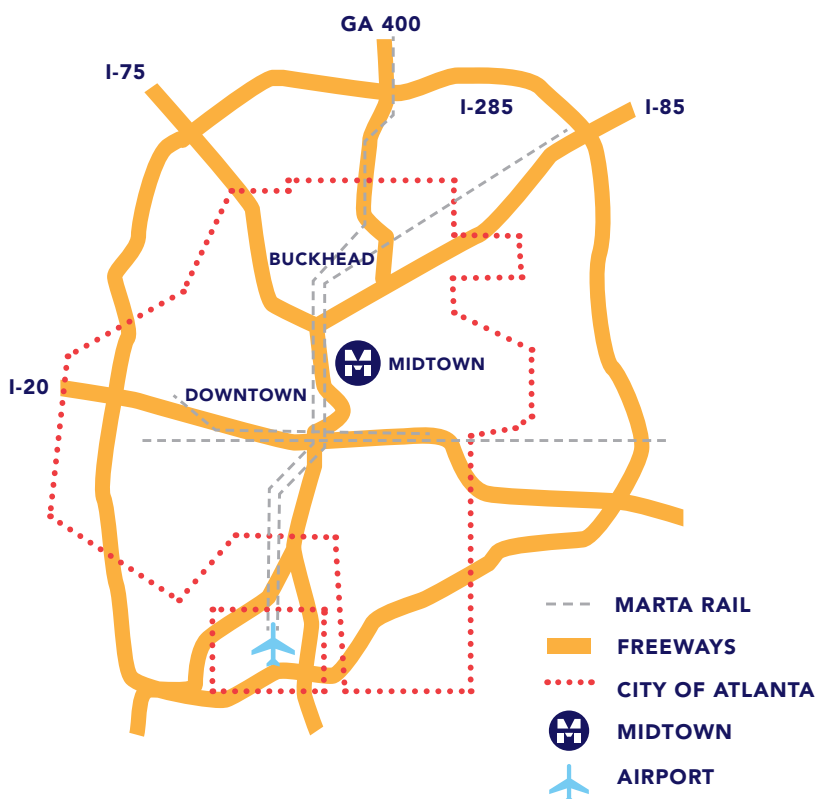 GA 400
I-75
I-285
I-85
BUCKHEAD
M MIDTOWN
I-20
DOWNTOWN
MARTA RAIL
FREEWAYS
CITY OF ATLANTA
M MIDTOWN
AIRPORT